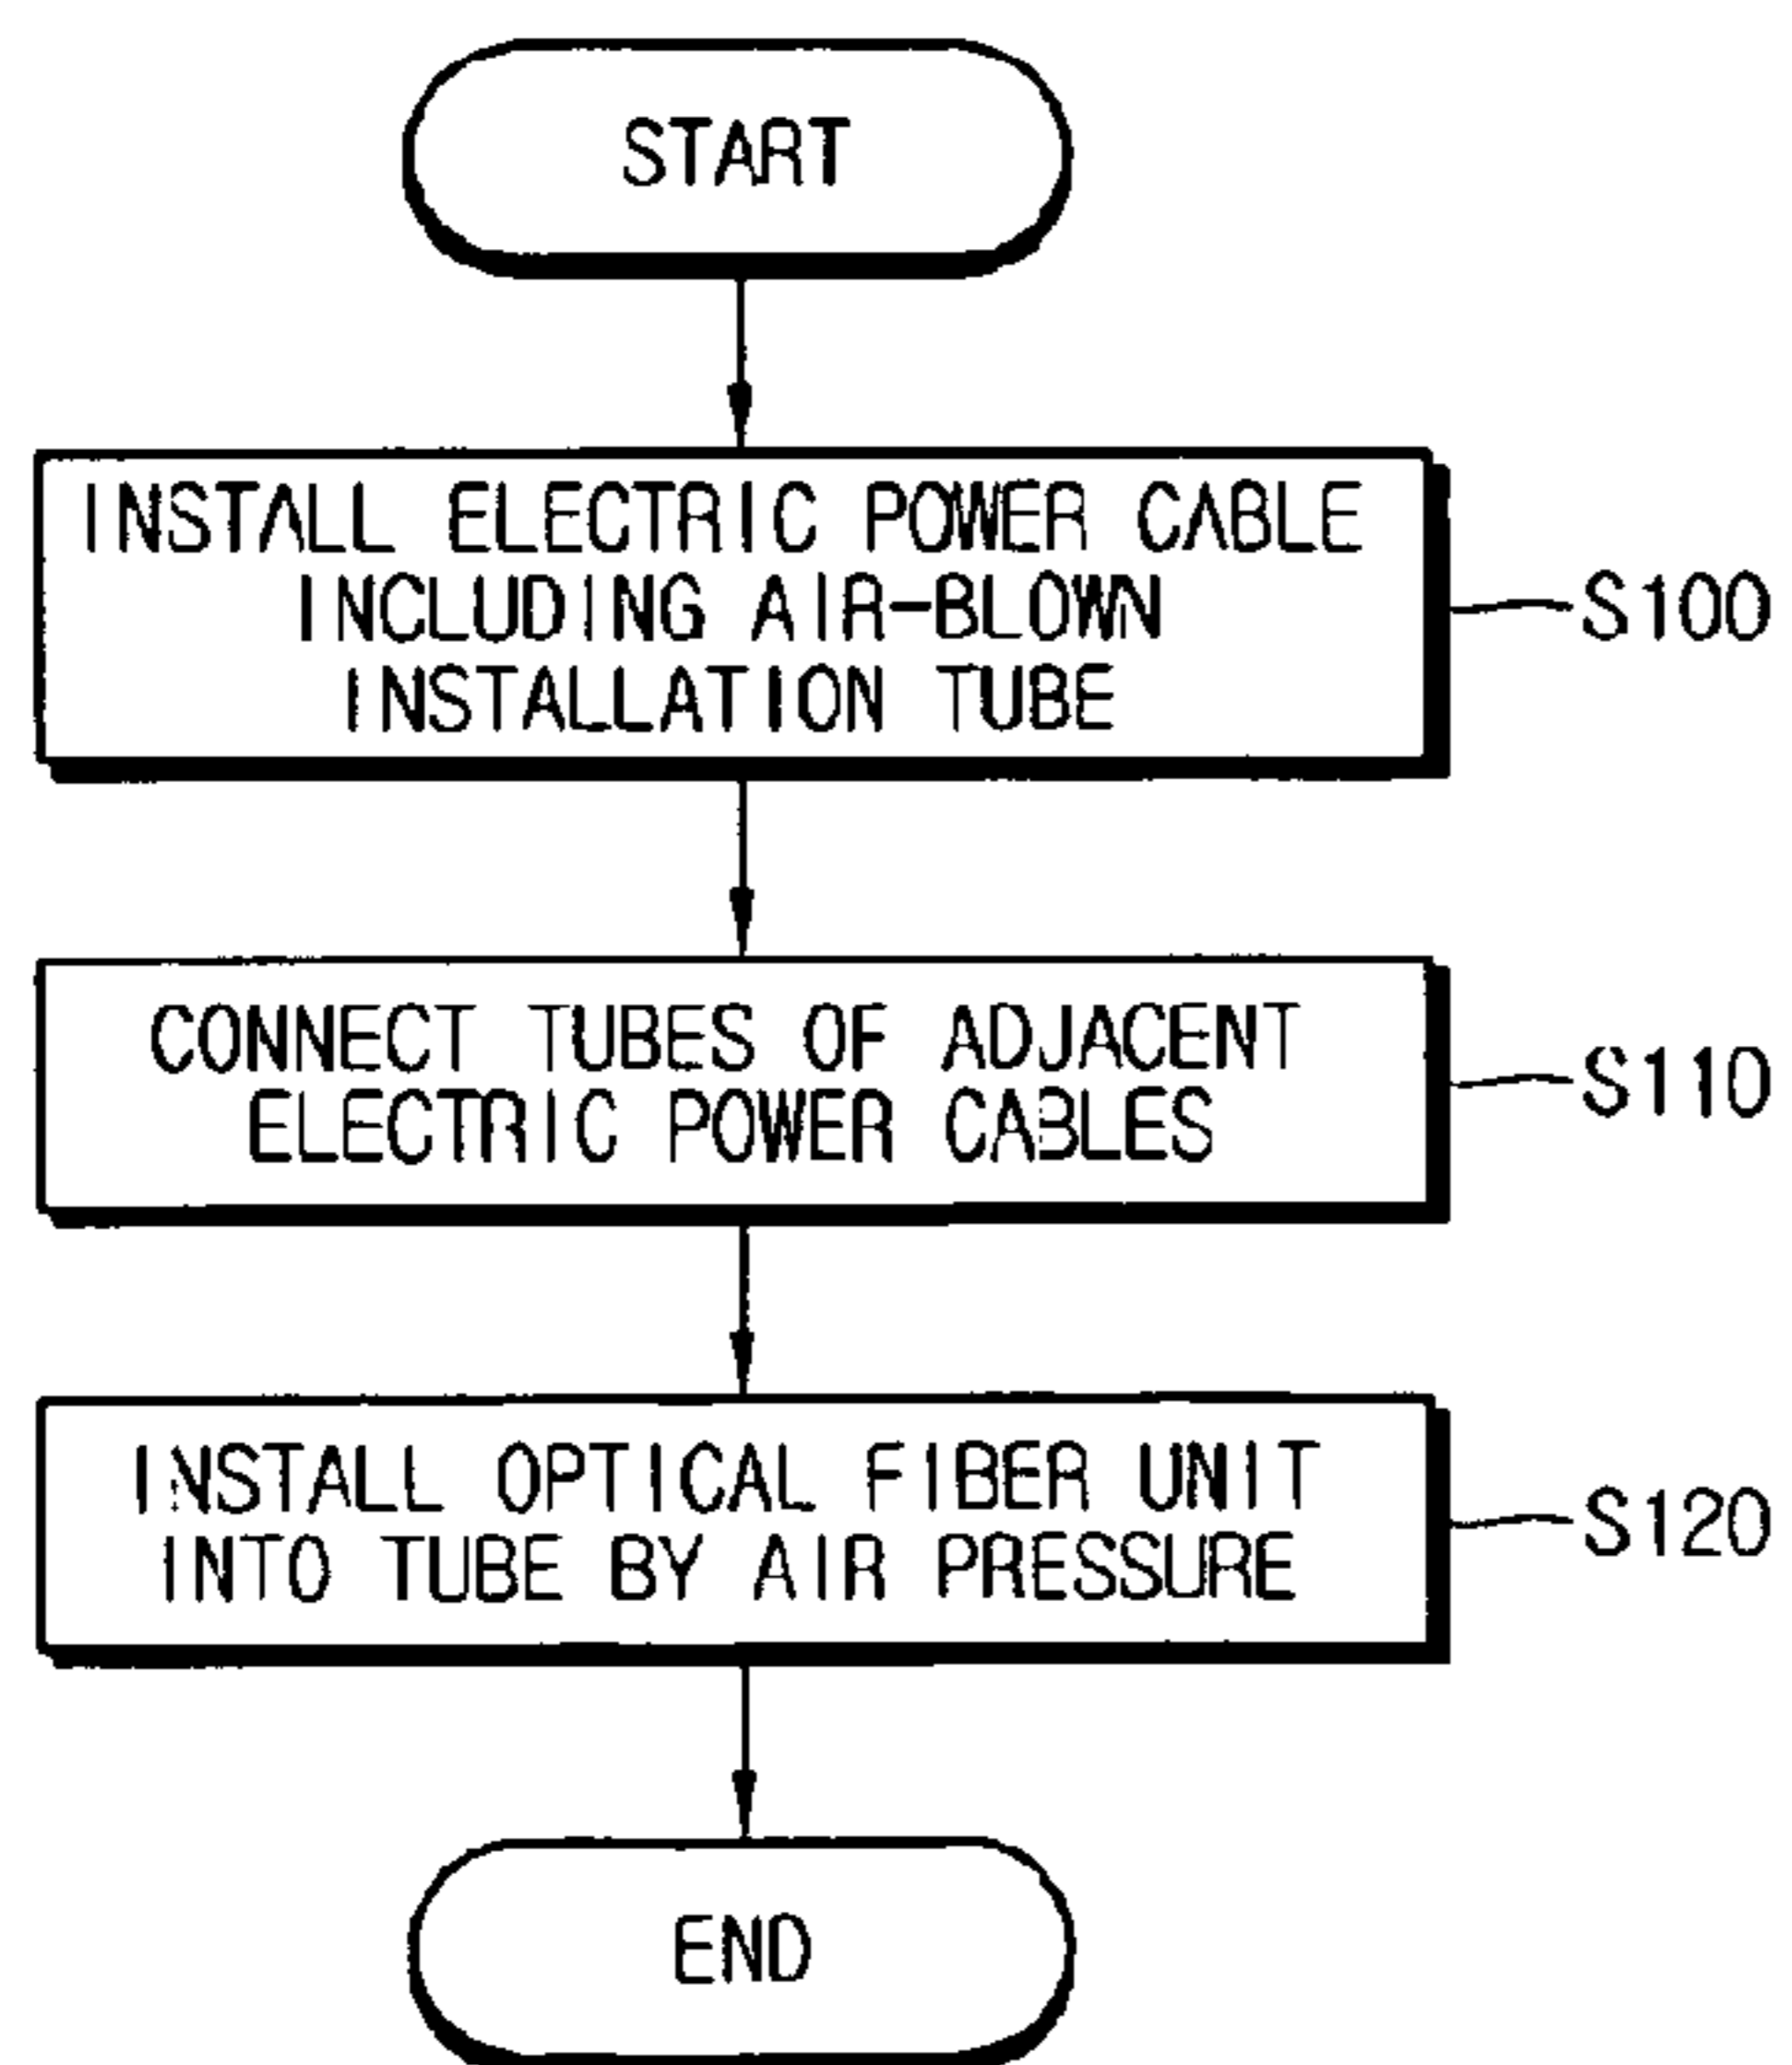 START
INSTALL ELECTRIC POWER CABLE
INCLUDING AIR-BLOWN
INSTALLATION TUBE
S100
CONNECT TUBES OF ADJACENT
ELECTRIC POWER CABLES
S110
INSTALL OPTICAL FIBER UNIT
INTO TUBE BY AIR PRESSURE
S120
END